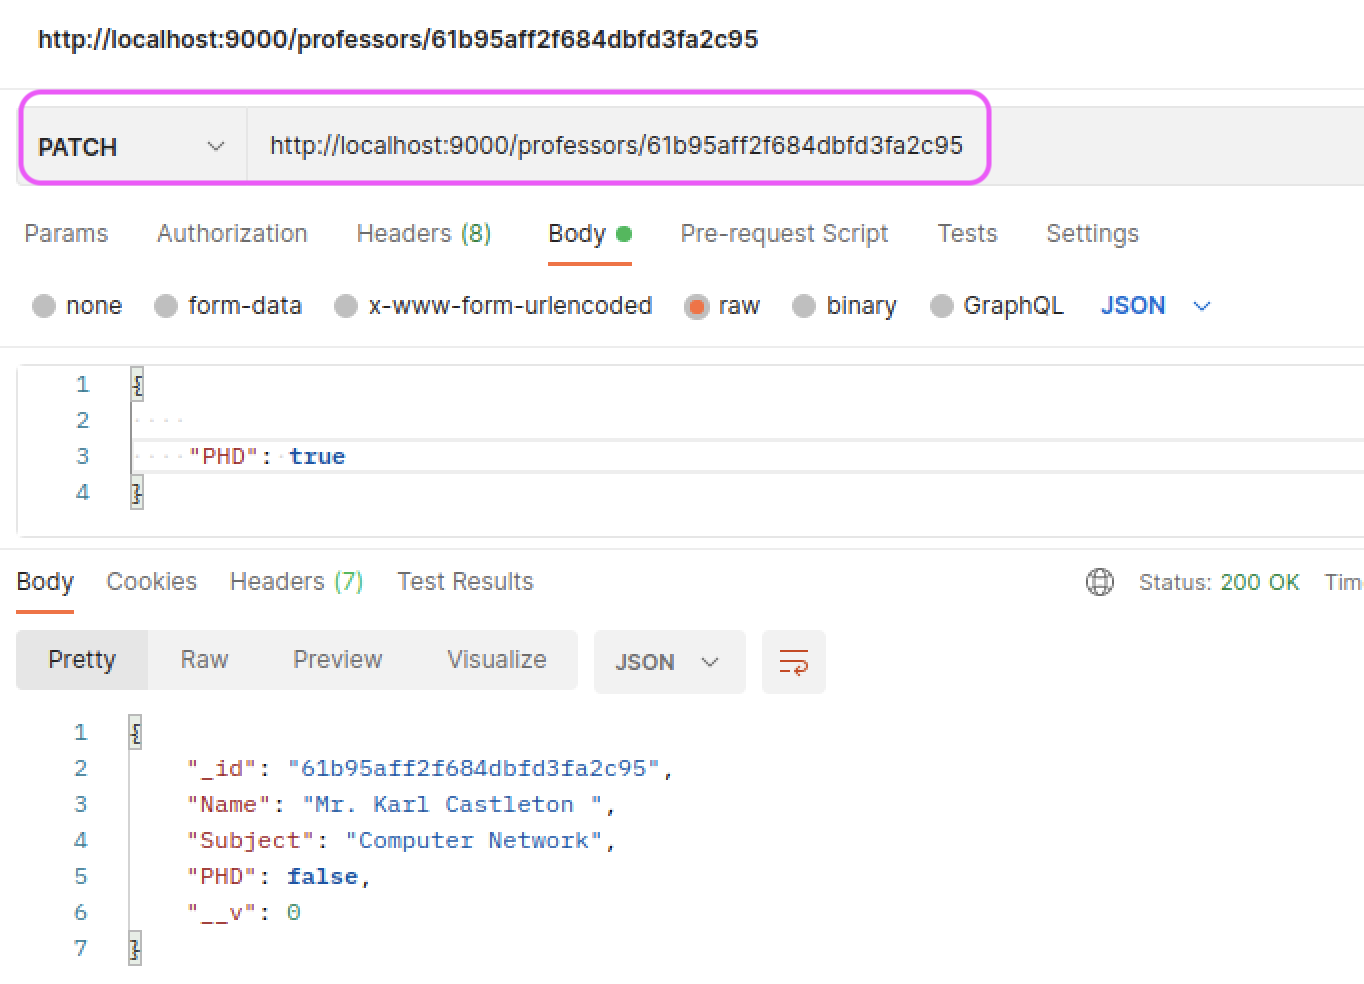 http://localhost:9000/professors/61b95aff2f684dbfd3fa2c95
PATCH http://localhost:9000/professors/61b95aff2f684dbfd3fa2c95
Params Authorization Headers (8) Body Pre-request Script Tests Settings
none form-data x-www-form-urlencoded raw binary GraphQL JSON
1 {
2
3 "PHD": true
4 }
Body Cookies Headers (7) Test Results Status: 200 OK Tim
Pretty Raw Preview Visualize JSON
1 {
2 "_id": "61b95aff2f684dbfd3fa2c95",
3 "Name": "Mr. Karl Castleton ",
4 "Subject": "Computer Network",
5 "PHD": false,
6 "__v": 0
7 }